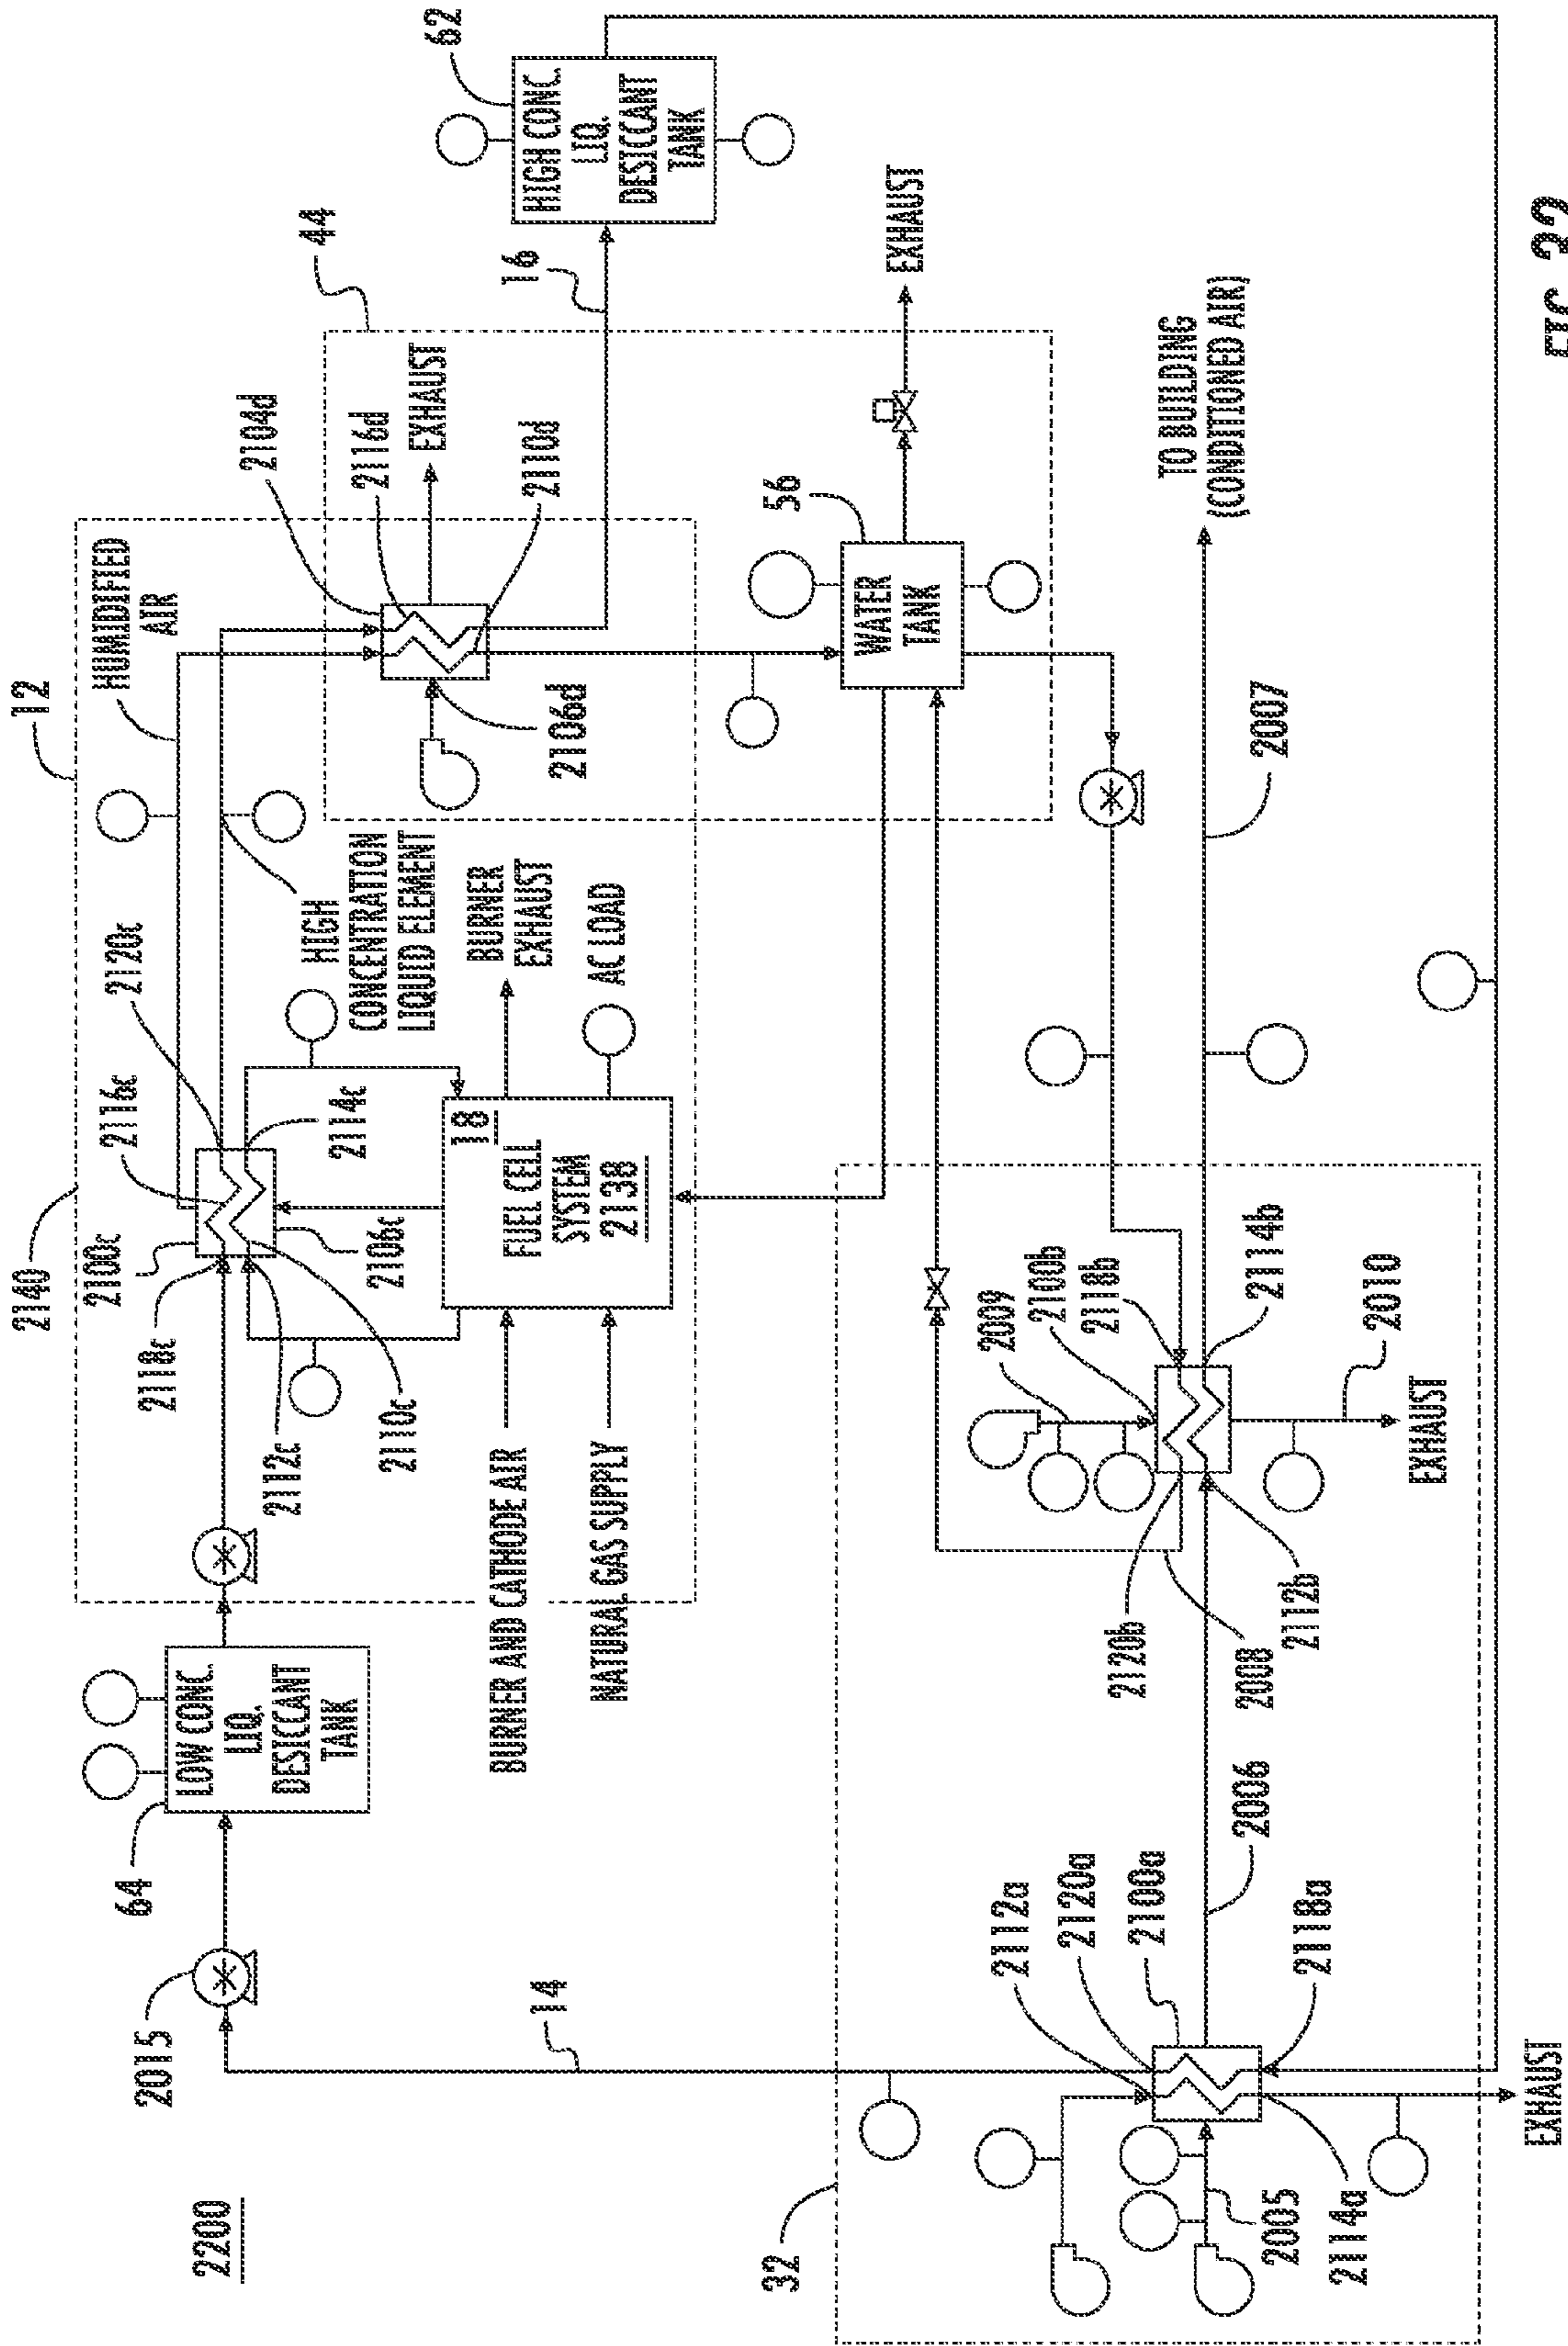 2200
FIG. 32
2140
12
2015
64
LOW CONC.
LIQ.
DESICCANT
TANK
2118c
2100c
2116c
2120c
HUMIDIFIED
AIR
2112c
2110c
2106c
2114c
HIGH
CONCENTRATION
LIQUID ELEMENT
2104d
2116d
EXHAUST
2110d
2106d
44
16
62
HIGH CONC.
LIQ.
DESICCANT
TANK
BURNER AND CATHODE AIR
NATURAL GAS SUPPLY
18
FUEL CELL
SYSTEM
2138
BURNER
EXHAUST
AC LOAD
14
56
WATER
TANK
EXHAUST
32
2112a
2120a
2100a
2118a
2005
2114a
EXHAUST
2006
2120b
2008
2112b
2009
2100b
2118b
2114b
2010
EXHAUST
2007
TO BUILDING
(CONDITIONED AIR)